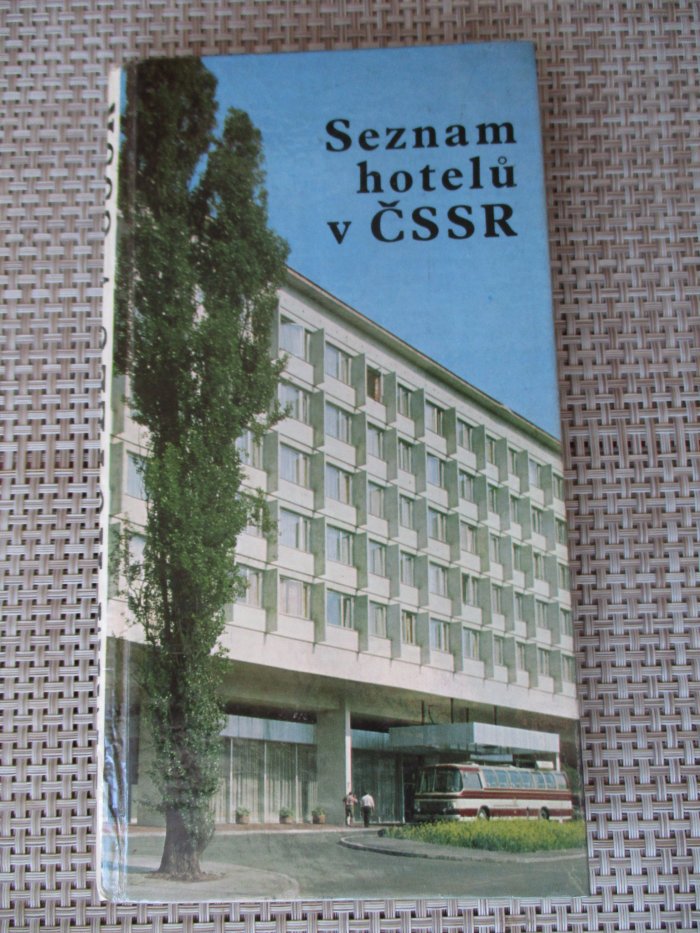 Seznam
hotelů
v ČSSR